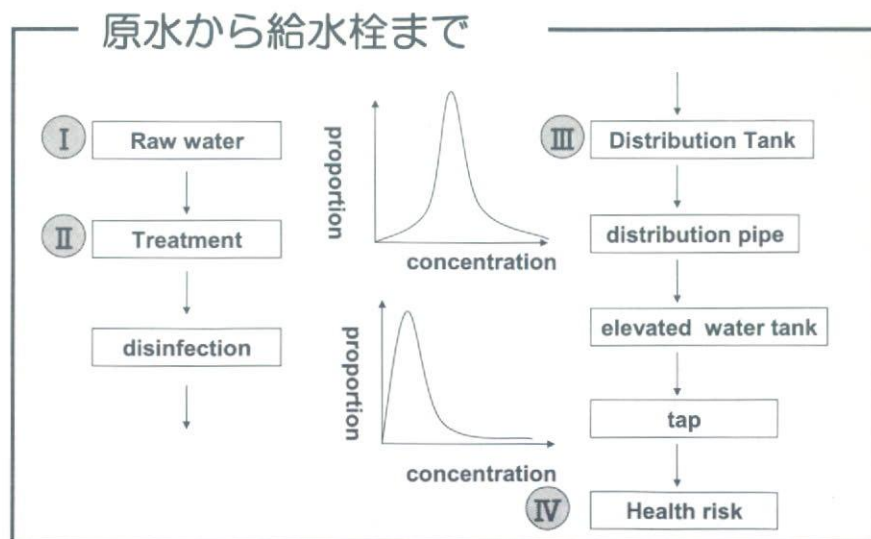 原水から給水栓まで
I
Raw water
II
Treatment
disinfection
proportion
concentration
proportion
concentration
III
Distribution Tank
distribution pipe
elevated water tank
tap
IV
Health risk